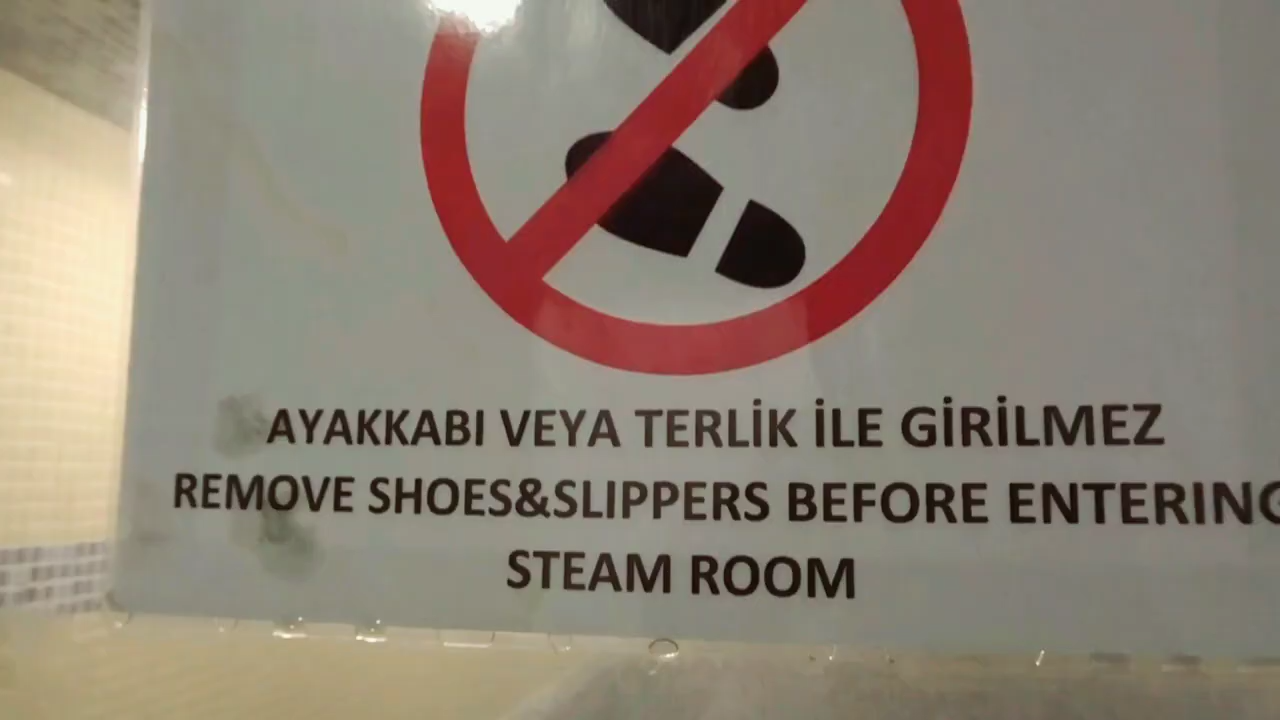 AYAKKABI VEYA TERLİK İLE GİRİLMEZ
REMOVE SHOES&SLIPPERS BEFORE ENTERING
STEAM ROOM